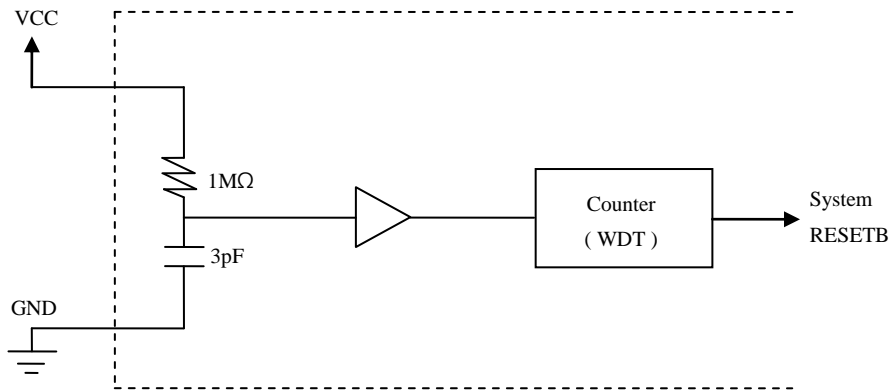 VCC
1MΩ
3pF
GND
Counter
( WDT )
System
RESETB